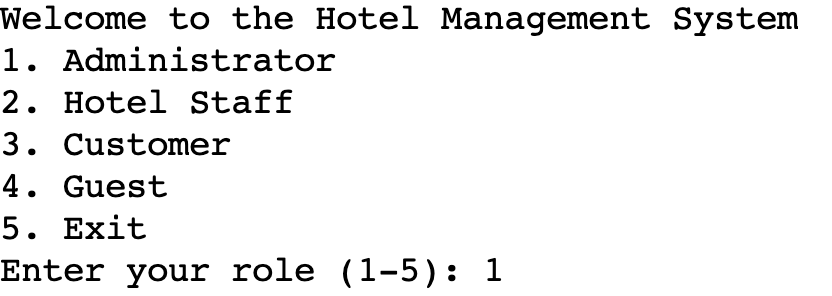 Welcome to the Hotel Management System
1. Administrator
2. Hotel Staff
3. Customer
4. Guest
5. Exit
Enter your role (1-5): 1